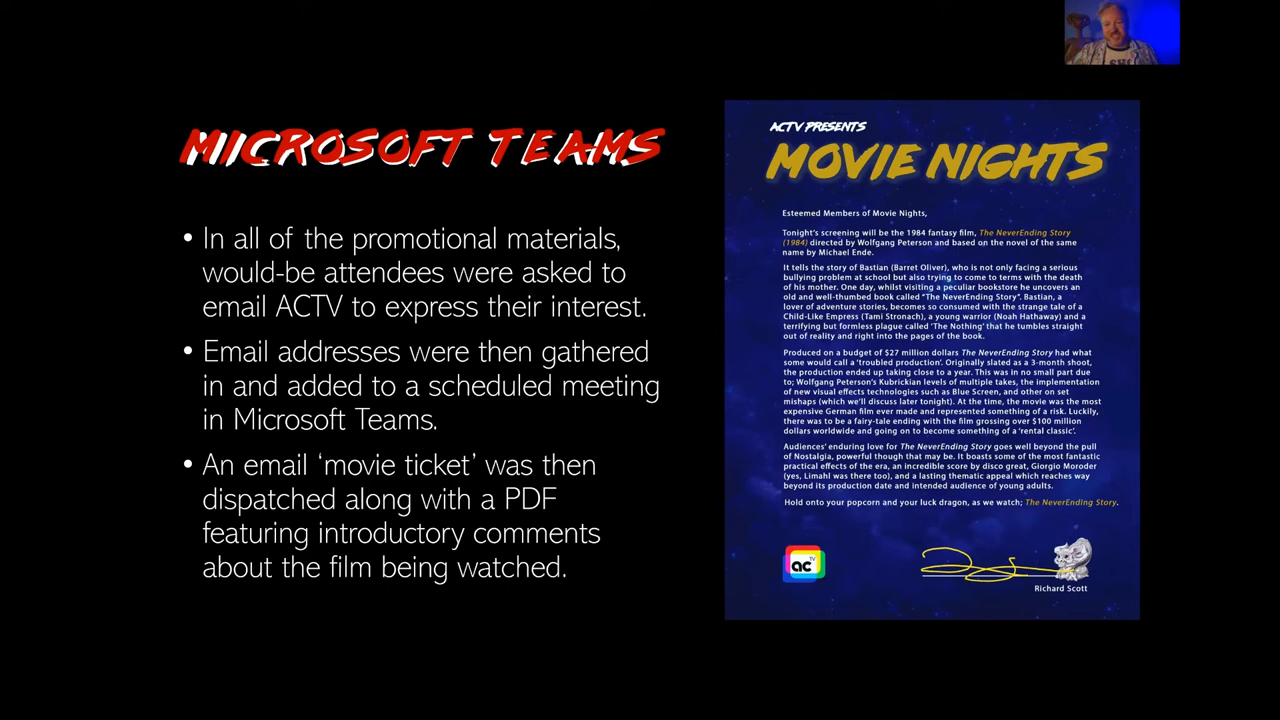 MICROSOFT TEAMS
• In all of the promotional materials,
would-be attendees were asked to
email ACTV to express their interest.
• Email addresses were then gathered
in and added to a scheduled meeting
in Microsoft Teams.
• An email ‘movie ticket’ was then
dispatched along with a PDF
featuring introductory comments
about the film being watched.
ACTV PRESENTS
MOVIE NIGHTS
Esteemed Members of Movie Nights,
Tonight's screening will be the 1984 fantasy film, The NeverEnding Story
(1984) directed by Wolfgang Peterson and based on the novel of the same
name by Michael Ende.
It tells the story of Bastian (Barret Oliver), who is not only facing a serious
bullying problem at school but also trying to come to terms with the death
of his mother. One day, whilst visiting a peculiar bookstore he uncovers an
old and well-thumbed book called "The NeverEnding Story". Bastian, a
lover of adventure stories, becomes so consumed with the strange tale of a
Child-Like Empress (Tami Stronach), a young warrior (Noah Hathaway) and a
terrifying but formless plague called 'The Nothing' that he tumbles straight
out of reality and right into the pages of the book.
Produced on a budget of $27 million dollars The NeverEnding Story had what
some would call a 'troubled production'. Originally slated as a 3-month shoot,
the production ended up taking close to a year. This was in no small part due
to; Wolfgang Peterson's Kubrickian levels of multiple takes, the implementation
of new visual effects technologies such as Blue Screen, and other on set
mishaps (which we'll discuss later tonight). At the time, the movie was the most
expensive German film ever made and represented something of a risk. Luckily,
there was to be a fairy-tale ending with the film grossing over $100 million
dollars worldwide and going on to become something of a 'rental classic'.
Audiences' enduring love for The NeverEnding Story goes well beyond the pull
of Nostalgia, powerful though that may be. It boasts some of the most fantastic
practical effects of the era, an incredible score by disco great, Giorgio Moroder
(yes, Limahl was there too), and a lasting thematic appeal which reaches way
beyond its production date and intended audience of young adults.
Hold onto your popcorn and your luck dragon, as we watch; The NeverEnding Story.
ac TV
Richard Scott